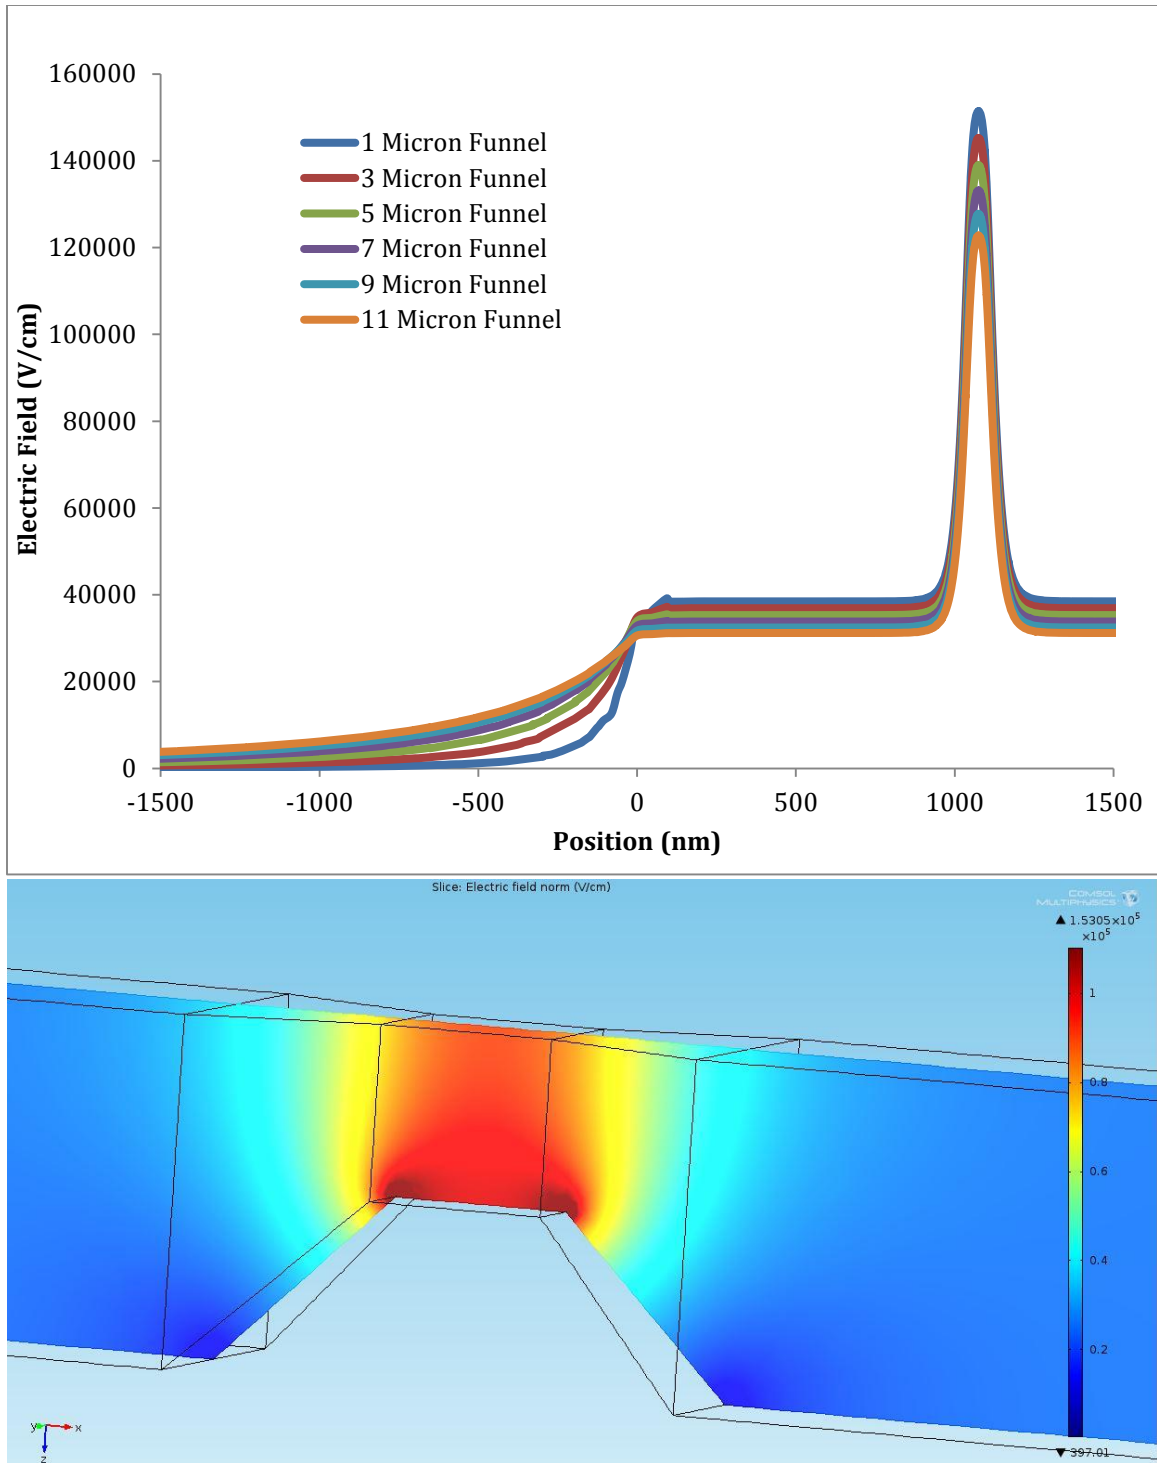 160000
140000
120000
100000
80000
60000
40000
20000
0
Electric Field (V/cm)
1 Micron Funnel
3 Micron Funnel
5 Micron Funnel
7 Micron Funnel
9 Micron Funnel
11 Micron Funnel
-1500 -1000 -500 0 500 1000 1500
Position (nm)
Slice: Electric field norm (V/cm)
COMSOL
MULTIPHYSICS
▲ 1.5305×10⁵
×10⁵
1
0.8
0.6
0.4
0.2
▼ 397.01
y x
z